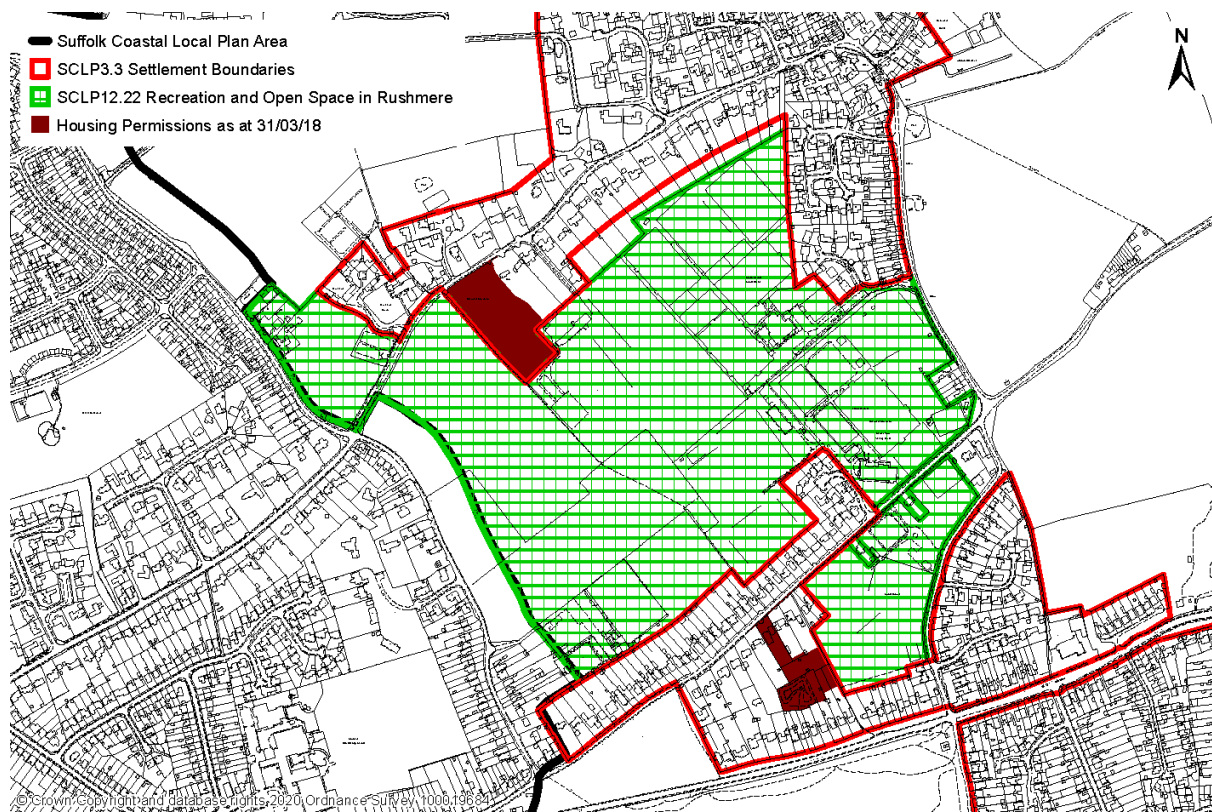 Suffolk Coastal Local Plan Area
SCLP3.3 Settlement Boundaries
SCLP12.22 Recreation and Open Space in Rushmere
Housing Permissions as at 31/03/18
N
© Crown Copyright and database rights 2020 Ordnance Survey 100019684